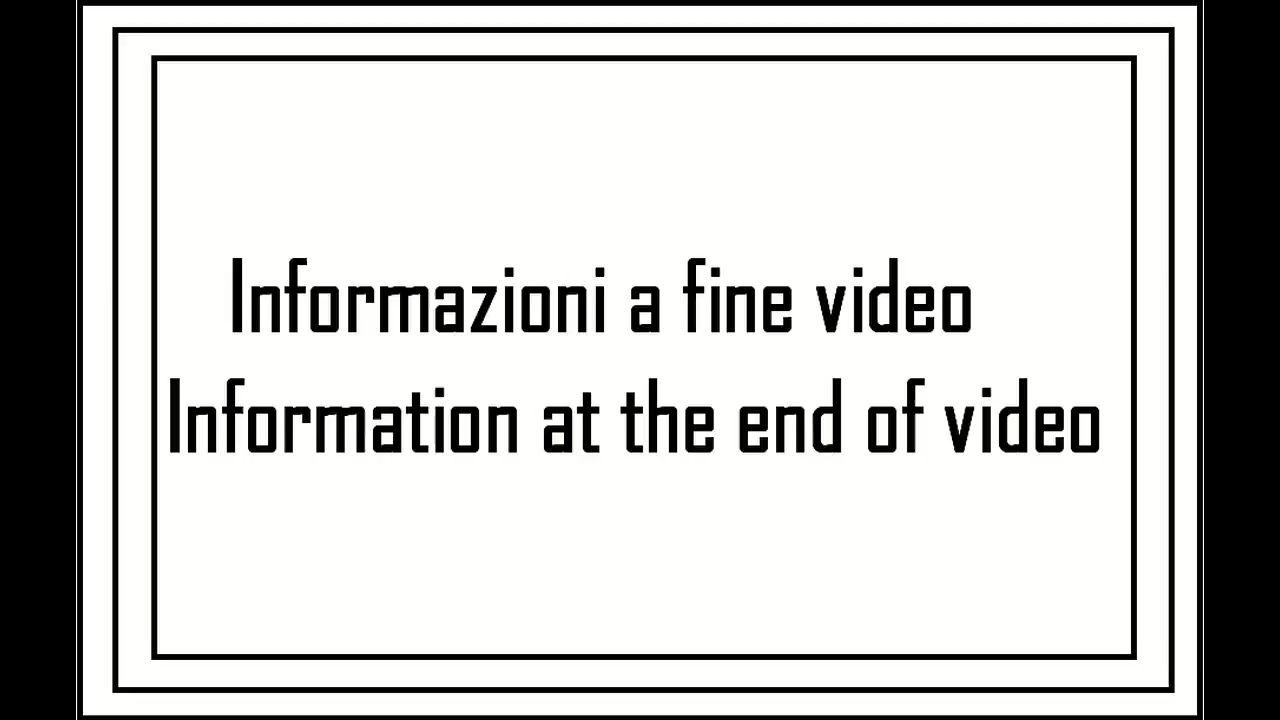 Informazioni a fine video
Information at the end of video